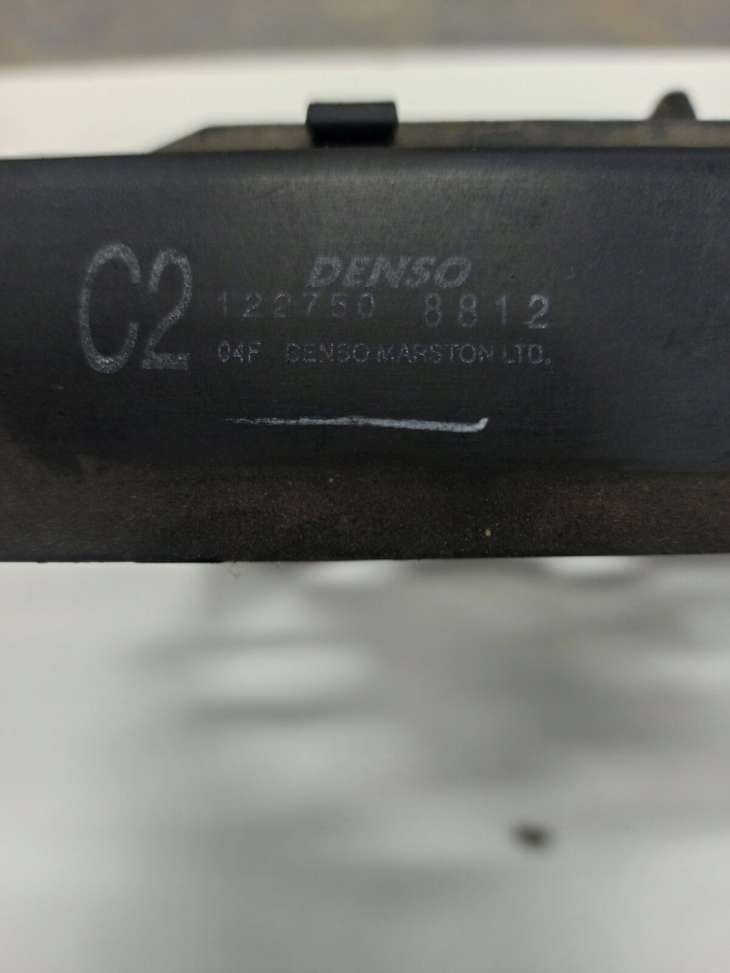 C2
DENSO
122750 8812
04F DENSO MARSTON LTD.